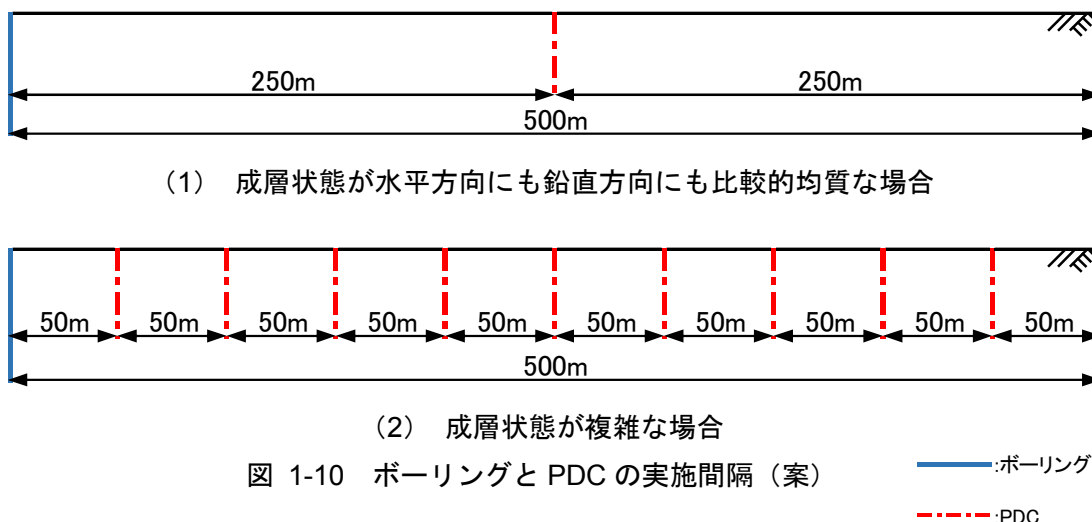 250m 250m
500m
（1） 成層状態が水平方向にも鉛直方向にも比較的均質な場合
50m 50m 50m 50m 50m 50m 50m 50m 50m 50m
500m
（2） 成層状態が複雑な場合
図 1-10 ボーリングと PDC の実施間隔（案）
:ボーリング
:PDC